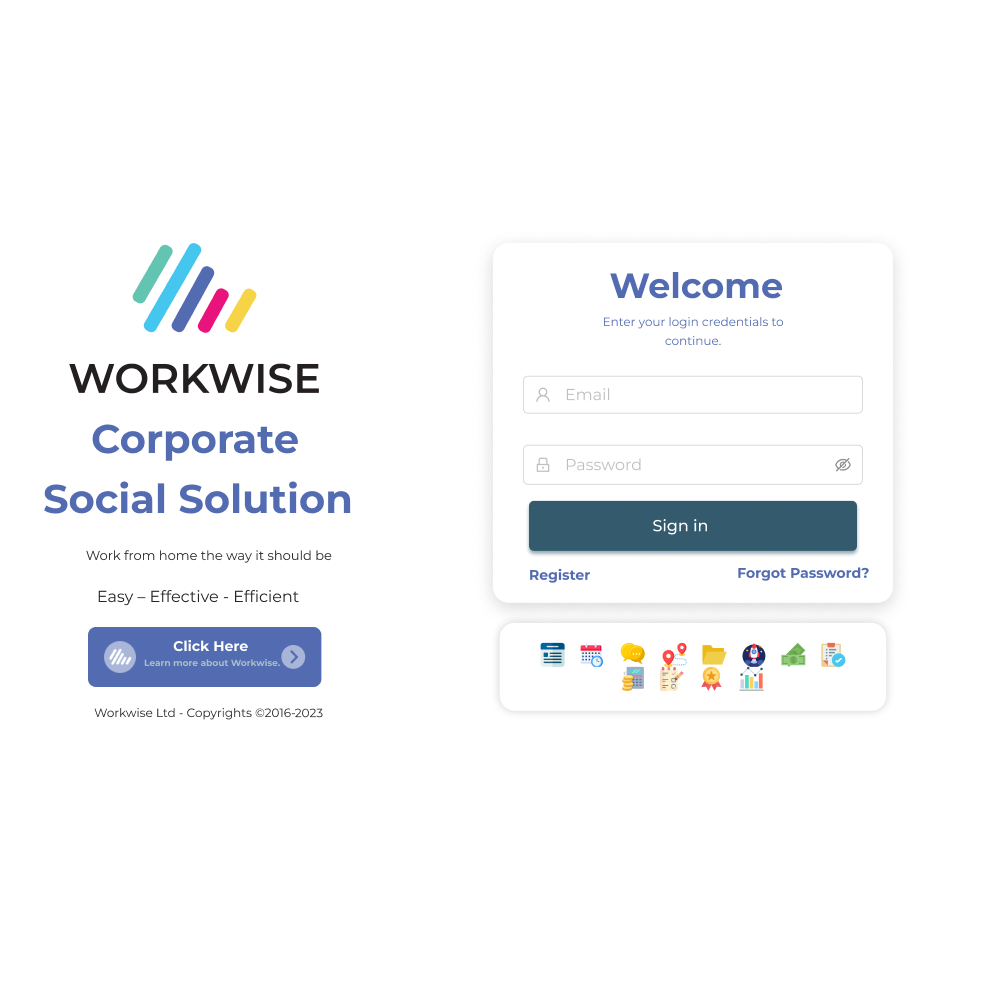 WORKWISE
Corporate
Social Solution
Work from home the way it should be
Easy – Effective - Efficient
Click Here
Learn more about Workwise.
Workwise Ltd - Copyrights ©2016-2023
Welcome
Enter your login credentials to
continue.
Email
Password
Sign in
Register
Forgot Password?